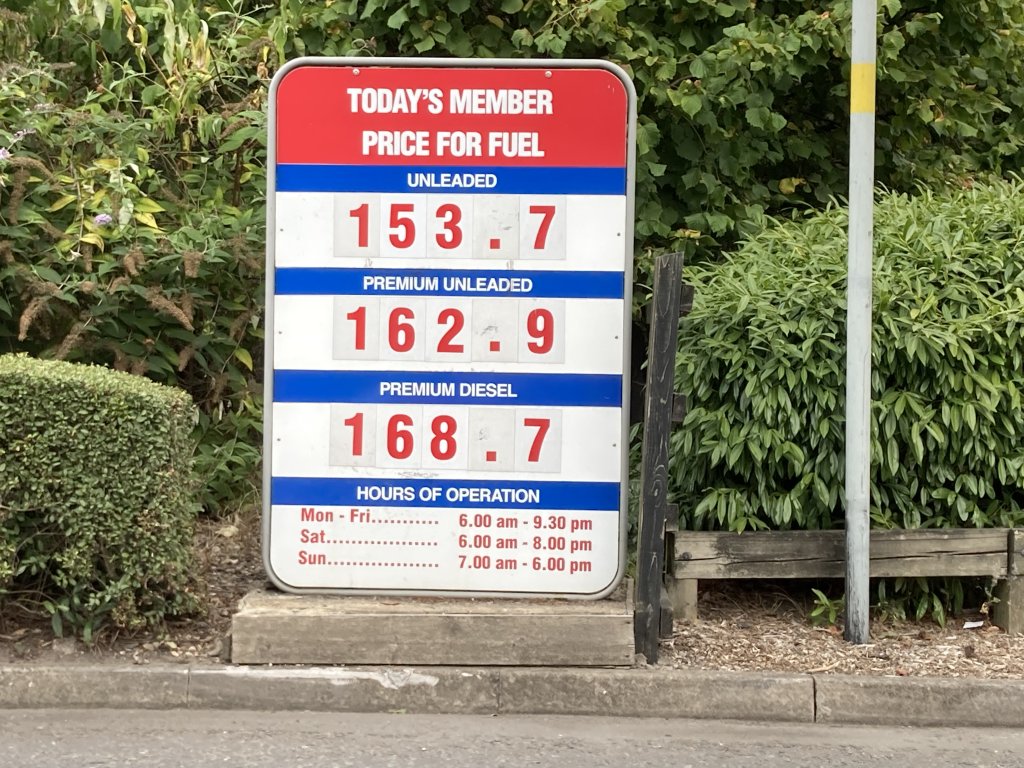 TODAY'S MEMBER
PRICE FOR FUEL
UNLEADED
153.7
PREMIUM UNLEADED
162.9
PREMIUM DIESEL
168.7
HOURS OF OPERATION
Mon - Fri........... 6.00 am - 9.30 pm
Sat.................. 6.00 am - 8.00 pm
Sun.................. 7.00 am - 6.00 pm